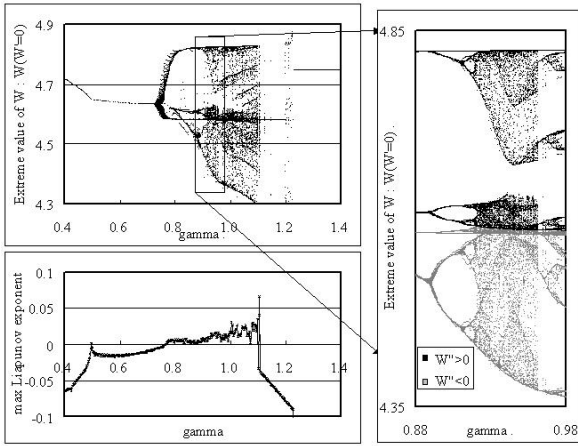 Extreme value of W : W(W'=0)
4.9
4.7
4.5
4.3
0.4 0.6 0.8 1.0 1.2 1.4
gamma
max Liapunov exponent
0.1
0.05
0
-0.05
-0.1
0.4 0.6 0.8 1.0 1.2 1.4
gamma
4.85
Extreme value of W : W(W'=0)
W">0
W"<0
4.35
0.88 gamma . 0.98